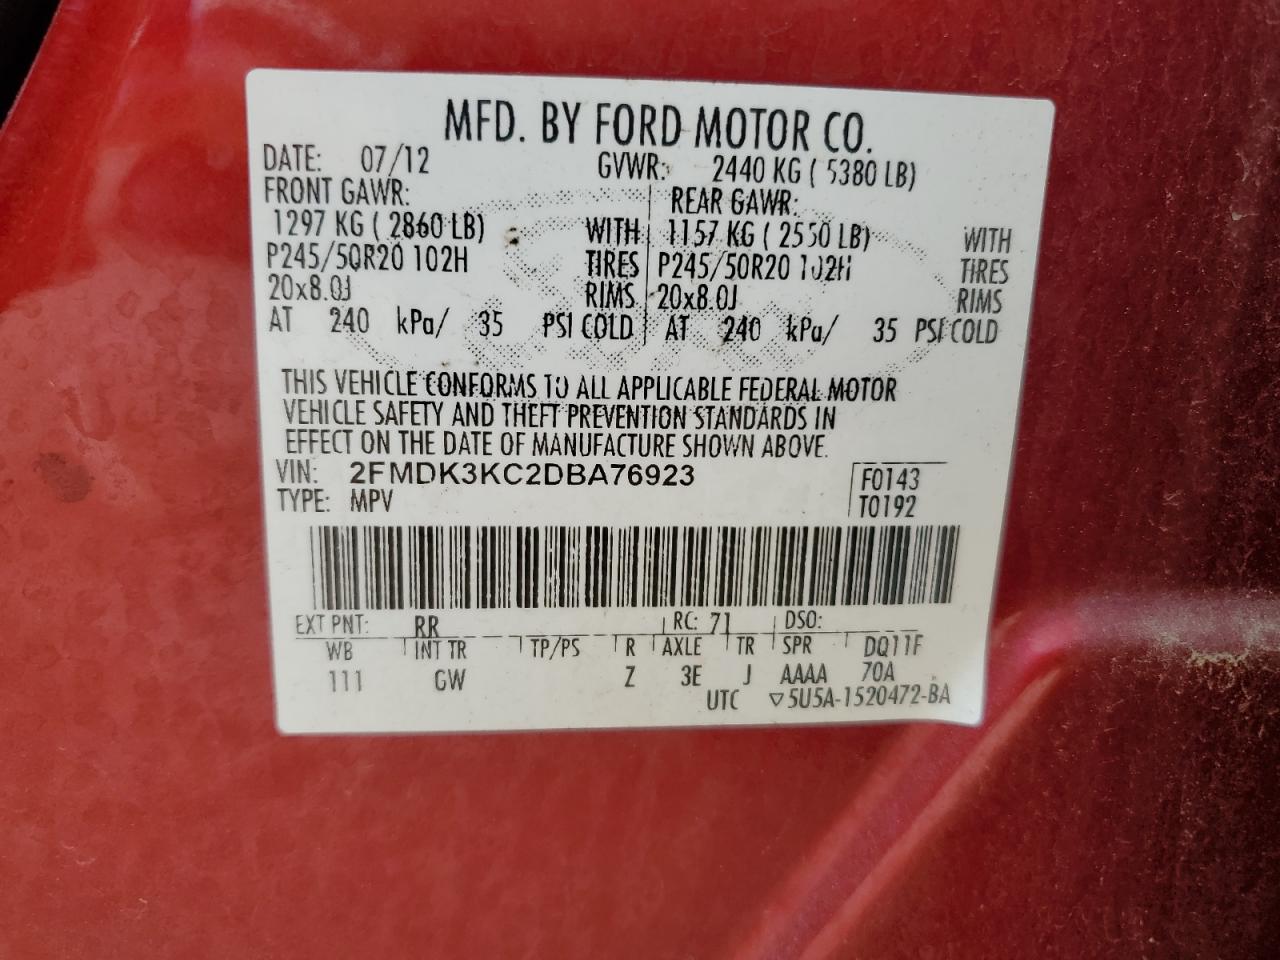 MFD. BY FORD MOTOR CO.
DATE: 07/12 GVWR: 2440 KG ( 5380 LB)
FRONT GAWR: REAR GAWR:
1297 KG ( 2860 LB) WITH 1157 KG ( 2550 LB) WITH
P245/50R20 102H TIRES P245/50R20 102H TIRES
20x8.0J RIMS 20x8.0J RIMS
AT 240 kPa/ 35 PSI COLD AT 240 kPa/ 35 PSI COLD
THIS VEHICLE CONFORMS TO ALL APPLICABLE FEDERAL MOTOR
VEHICLE SAFETY AND THEFT PREVENTION STANDARDS IN
EFFECT ON THE DATE OF MANUFACTURE SHOWN ABOVE.
VIN: 2FMDK3KC2DBA76923 F0143
TYPE: MPV T0192
EXT PNT: RR RC: 71 DSO:
WB INT TR TP/PS R AXLE TR SPR DQ11F
111 GW Z 3E J AAAA 70A
UTC ▽5U5A-1520472-BA